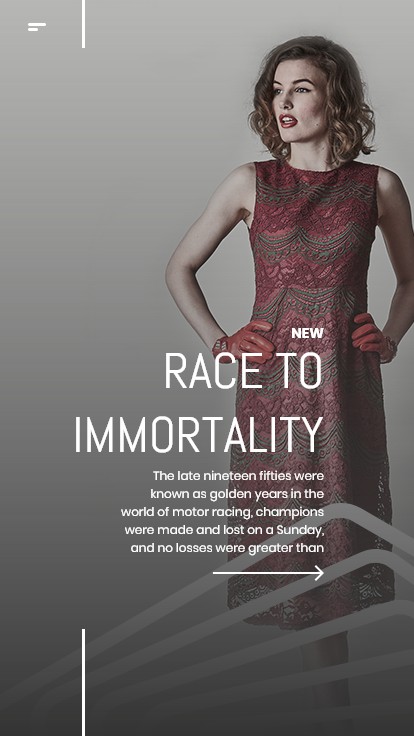 NEW
RACE TO
IMMORTALITY
The late nineteen fifties were
known as golden years in the
world of motor racing, champions
were made and lost on a Sunday,
and no losses were greater than